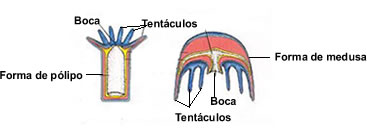 Boca
Tentáculos
Forma de pólipo
Forma de medusa
Boca
Tentáculos